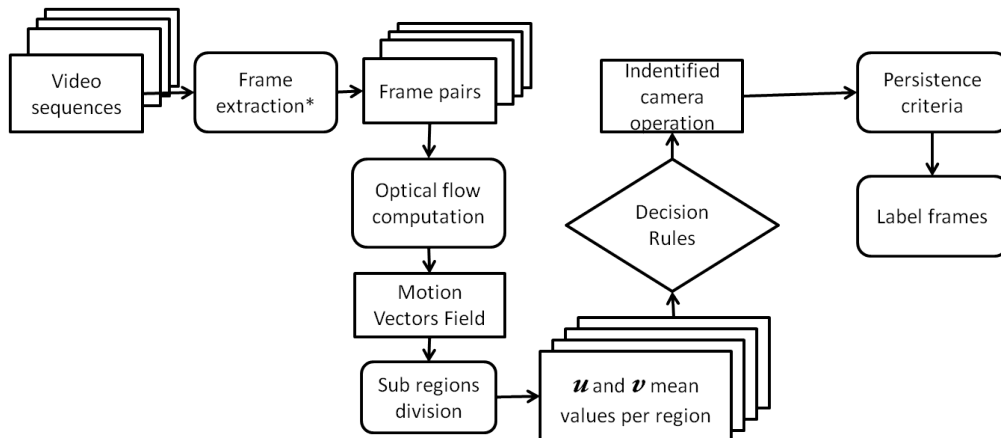 Video
sequences
Frame
extraction*
Frame pairs
Optical flow
computation
Motion
Vectors Field
Sub regions
division
u and v mean
values per region
Decision
Rules
Indentified
camera
operation
Persistence
criteria
Label frames